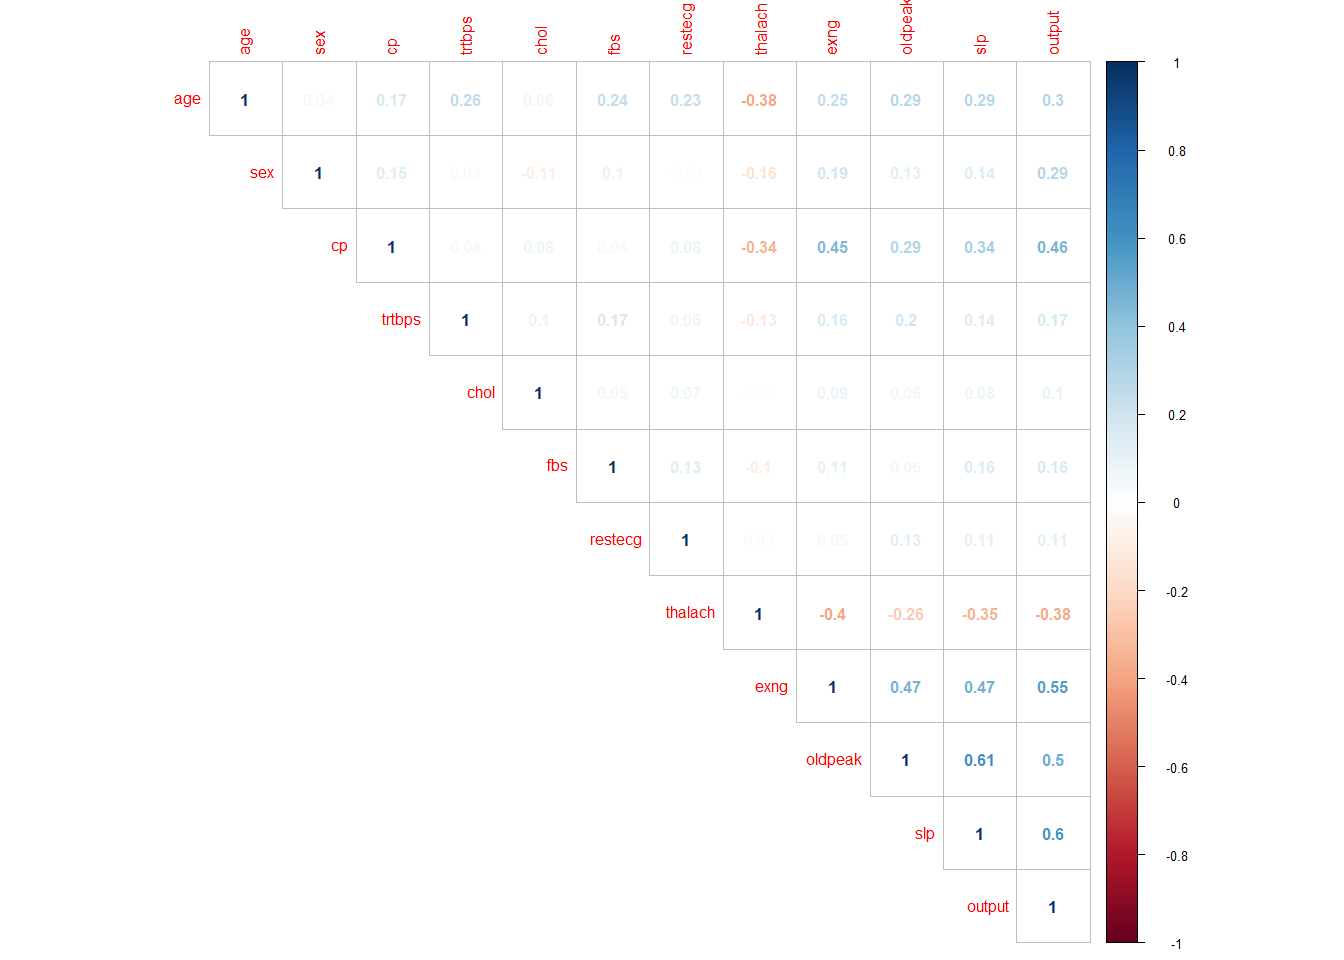 age sex cp trtbps chol fbs restecg thalach exng oldpeak slp output
age 1 0.04 0.17 0.26 0.06 0.24 0.23 -0.38 0.25 0.29 0.29 0.3
sex 1 0.15 0.03 -0.11 0.1 -0.16 0.19 0.13 0.14 0.29
cp 1 0.04 0.08 0.04 0.08 -0.34 0.45 0.29 0.34 0.46
trtbps 1 0.1 0.17 0.06 -0.13 0.16 0.2 0.14 0.17
chol 1 0.05 0.07 0.09 0.06 0.08 0.1
fbs 1 0.13 -0.1 0.11 0.06 0.16 0.16
restecg 1 0.05 0.13 0.11 0.11
thalach 1 -0.4 -0.26 -0.35 -0.38
exng 1 0.47 0.47 0.55
oldpeak 1 0.61 0.5
slp 1 0.6
output 1
1
0.8
0.6
0.4
0.2
0
-0.2
-0.4
-0.6
-0.8
-1